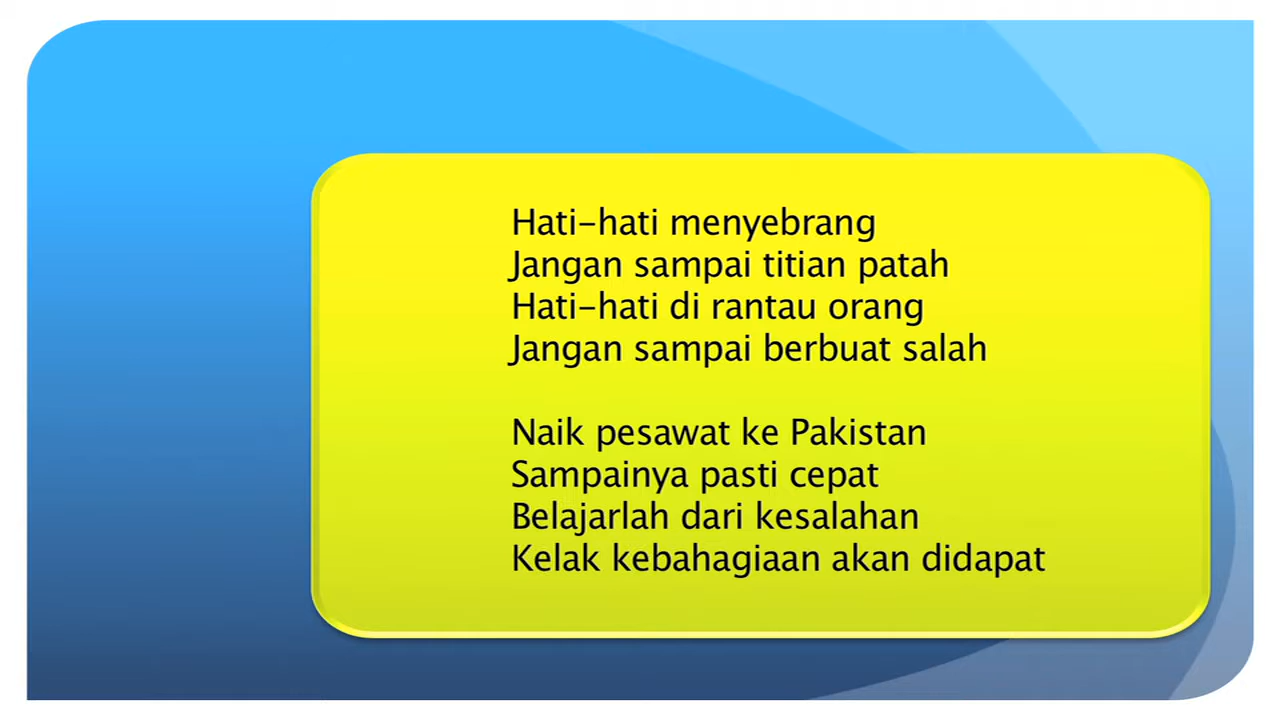 Hati-hati menyebrang
Jangan sampai titian patah
Hati-hati di rantau orang
Jangan sampai berbuat salah
Naik pesawat ke Pakistan
Sampainya pasti cepat
Belajarlah dari kesalahan
Kelak kebahagiaan akan didapat